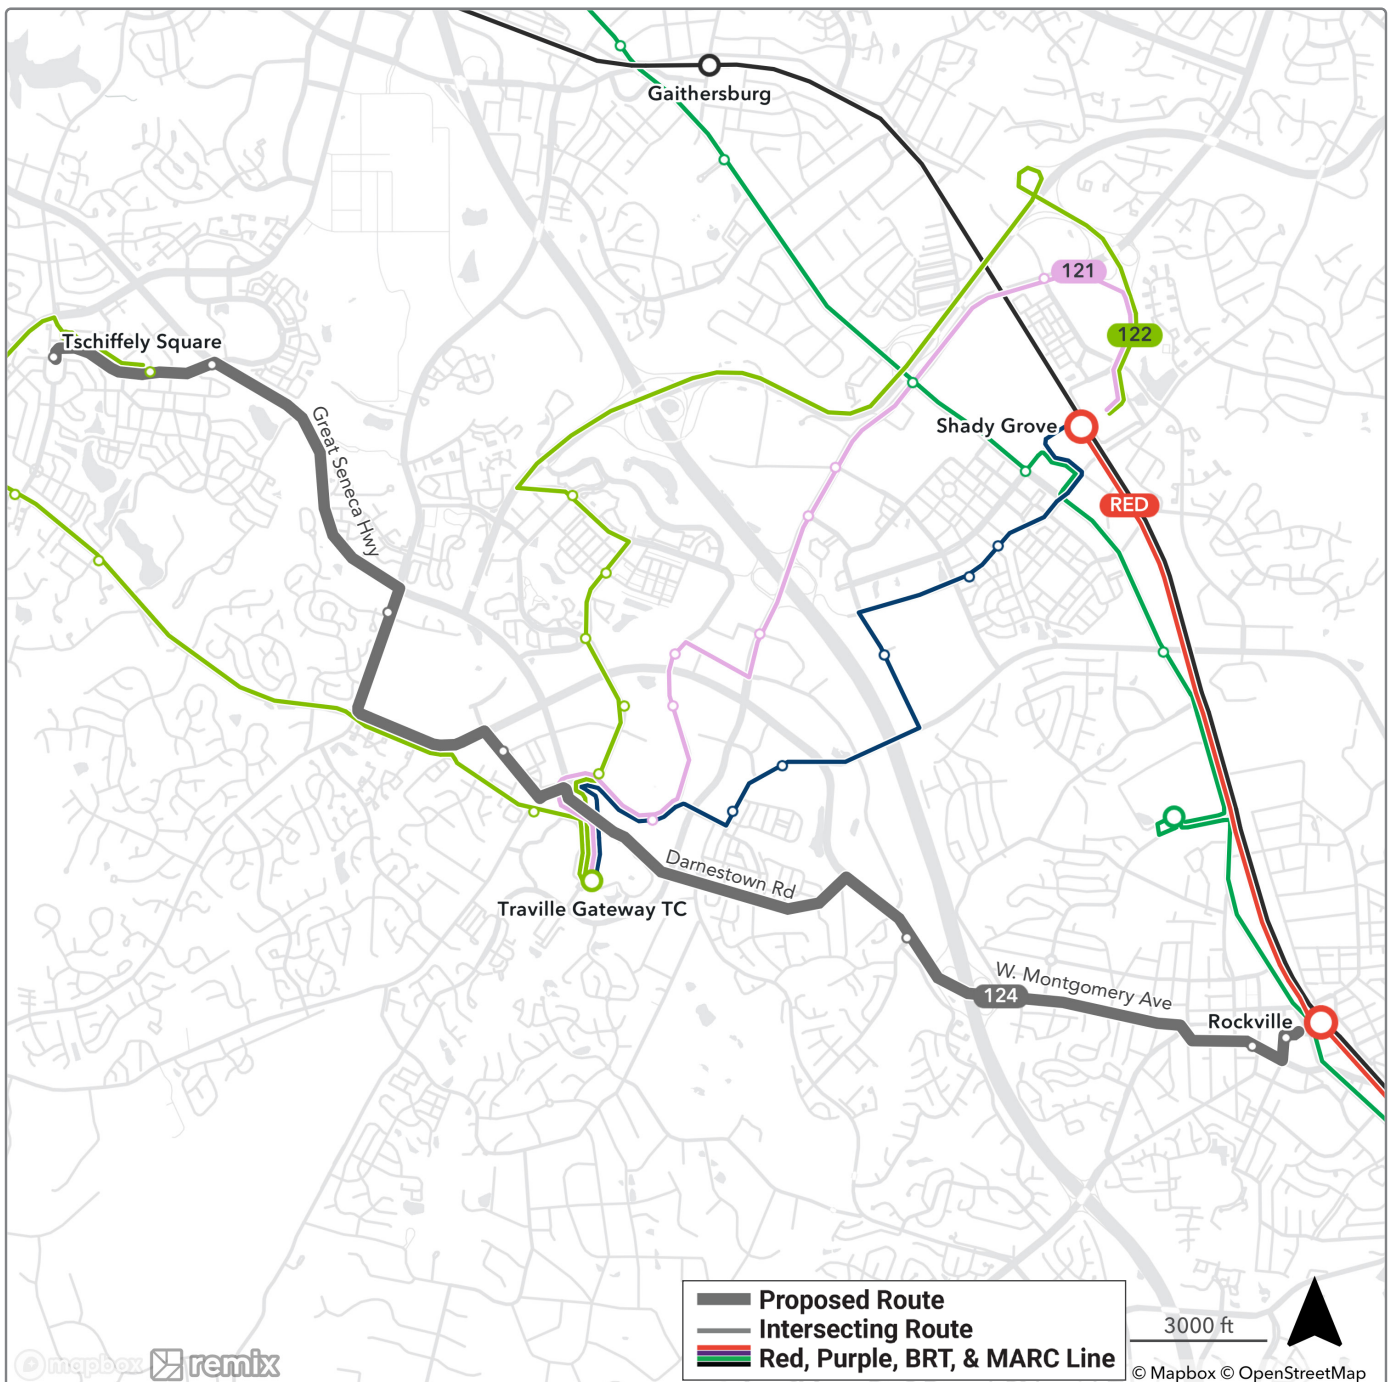 Gaithersburg
121
122
Tschiffely Square
Great Seneca Hwy
Shady Grove
RED
Darnestown Rd
Traville Gateway TC
W. Montgomery Ave
124
Rockville
Proposed Route
Intersecting Route
Red, Purple, BRT, & MARC Line
3000 ft
mapbox remix
© Mapbox © OpenStreetMap